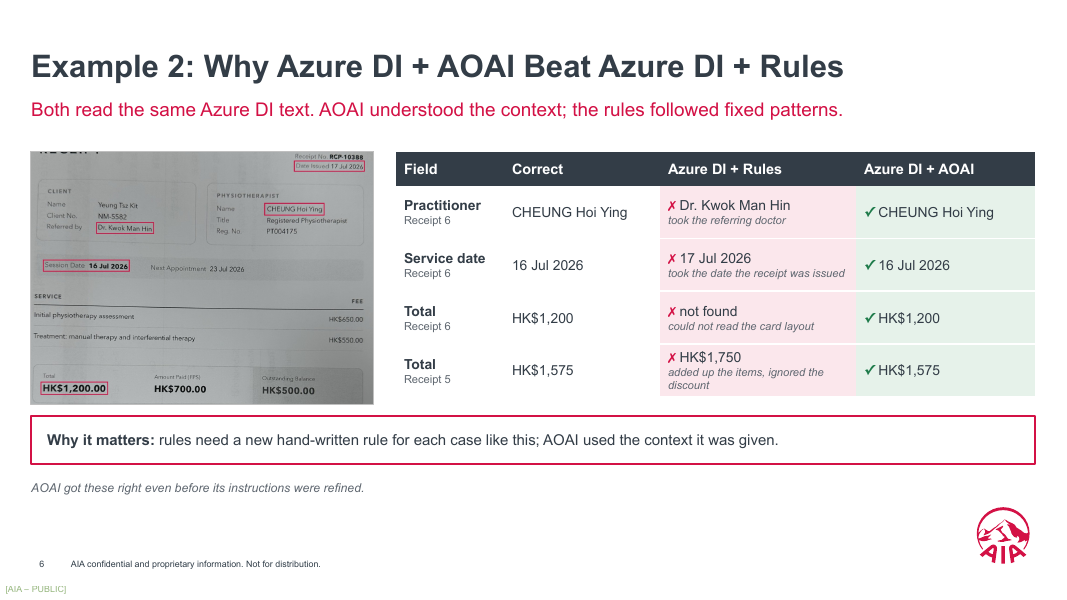 Example 2: Why Azure DI + AOAI Beat Azure DI + Rules
Both read the same Azure DI text. AOAI understood the context; the rules followed fixed patterns.
Receipt No. RCP-10388
Date Issued 17 Jul 2026
CLIENT
Name Yeung Tsz Kit
Client No. NM-5582
Referred by Dr. Kwok Man Hin
PHYSIOTHERAPIST
Name CHEUNG Hoi Ying
Title Registered Physiotherapist
Reg. No. PT004175
Session Date 16 Jul 2026 Next Appointment 23 Jul 2026
SERVICE FEE
Initial physiotherapy assessment HK$650.00
Treatment: manual therapy and interferential therapy HK$550.00
Total Amount Paid (FPS) Outstanding Balance
HK$1,200.00 HK$700.00 HK$500.00
Field Correct Azure DI + Rules Azure DI + AOAI
Practitioner
Receipt 6
CHEUNG Hoi Ying
✗ Dr. Kwok Man Hin
took the referring doctor
✓ CHEUNG Hoi Ying
Service date
Receipt 6
16 Jul 2026
✗ 17 Jul 2026
took the date the receipt was issued
✓ 16 Jul 2026
Total
Receipt 6
HK$1,200
✗ not found
could not read the card layout
✓ HK$1,200
Total
Receipt 5
HK$1,575
✗ HK$1,750
added up the items, ignored the
discount
✓ HK$1,575
Why it matters: rules need a new hand-written rule for each case like this; AOAI used the context it was given.
AOAI got these right even before its instructions were refined.
AIA
6 AIA confidential and proprietary information. Not for distribution.
[AIA – PUBLIC]